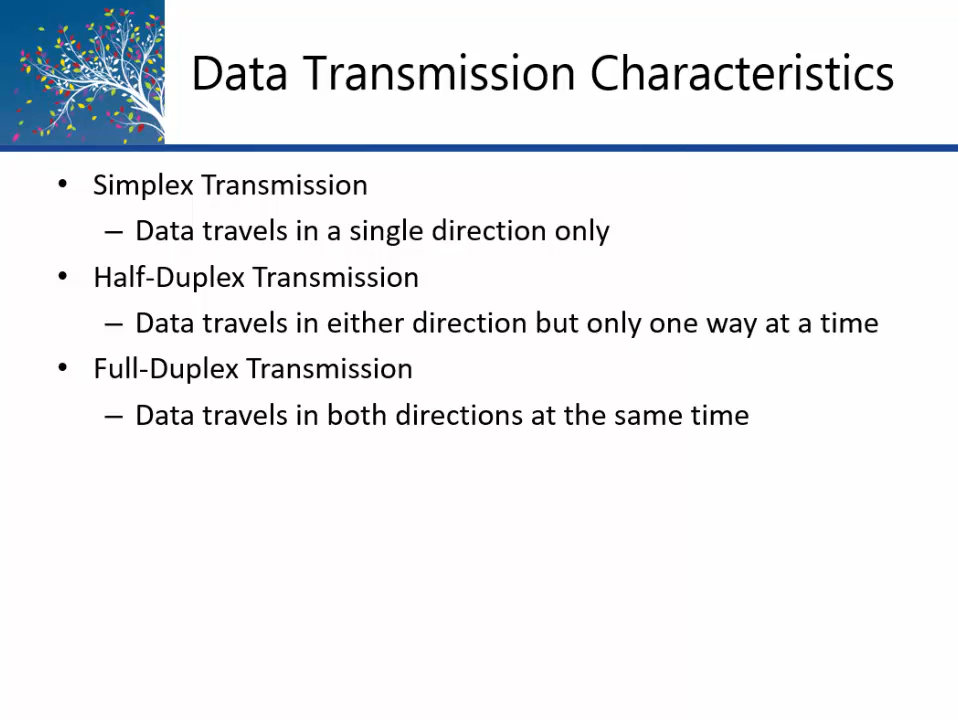 Data Transmission Characteristics
• Simplex Transmission
– Data travels in a single direction only
• Half-Duplex Transmission
– Data travels in either direction but only one way at a time
• Full-Duplex Transmission
– Data travels in both directions at the same time